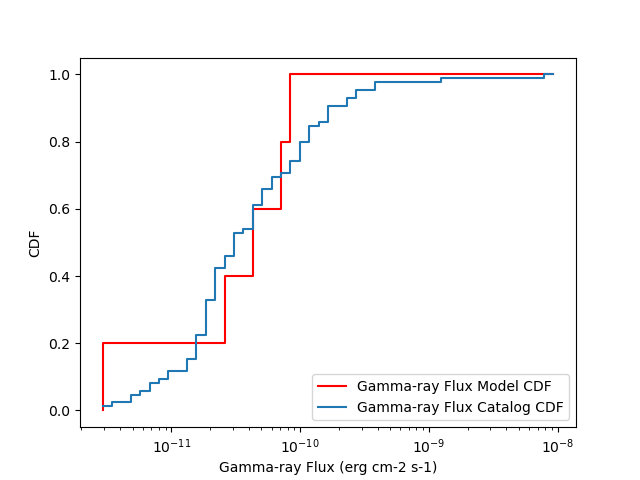 CDF
1.0
0.8
0.6
0.4
0.2
0.0
10⁻¹¹
10⁻¹⁰
10⁻⁹
10⁻⁸
Gamma-ray Flux (erg cm-2 s-1)
Gamma-ray Flux Model CDF
Gamma-ray Flux Catalog CDF